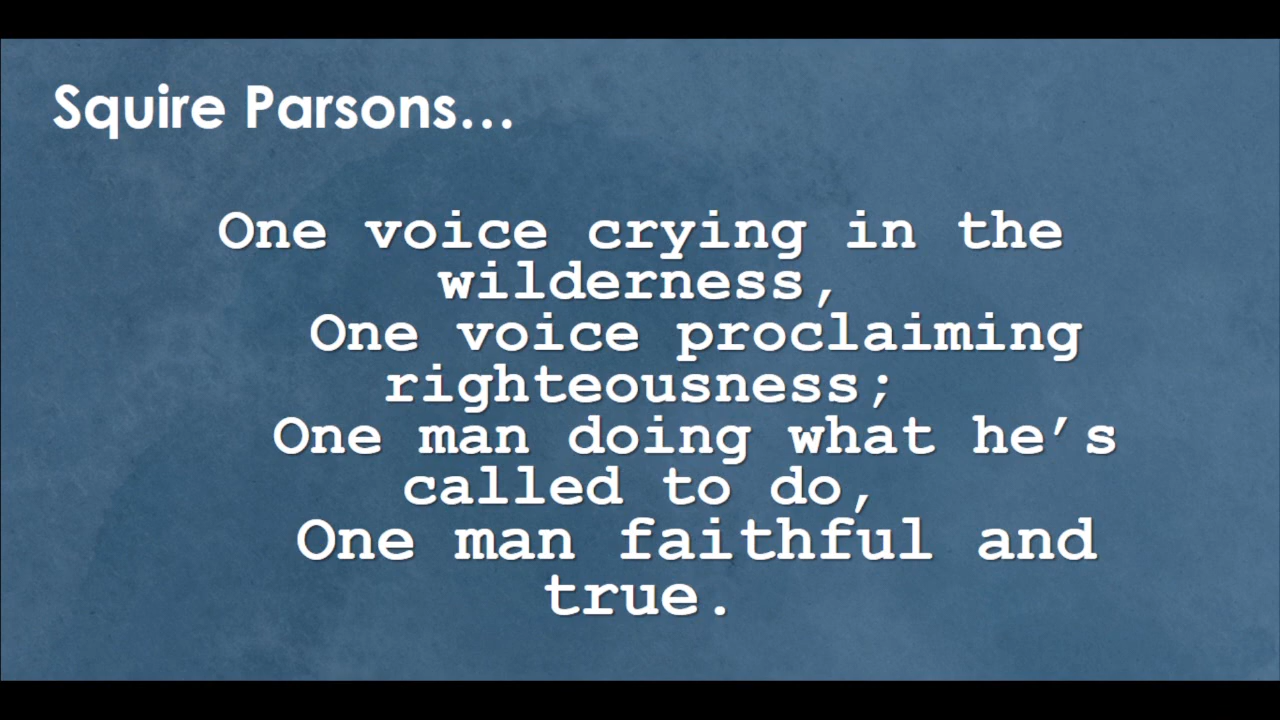 Squire Parsons…
One voice crying in the
wilderness,
One voice proclaiming
righteousness;
One man doing what he’s
called to do,
One man faithful and
true.